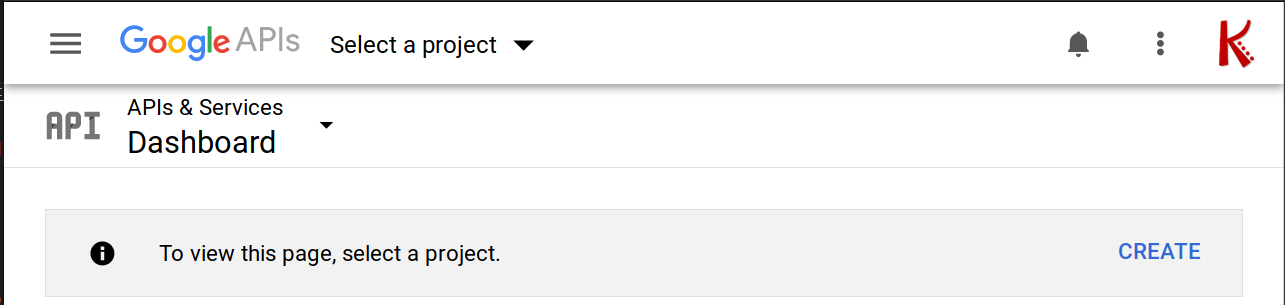 Google APIs Select a project
API
APIs & Services
Dashboard
To view this page, select a project.
CREATE